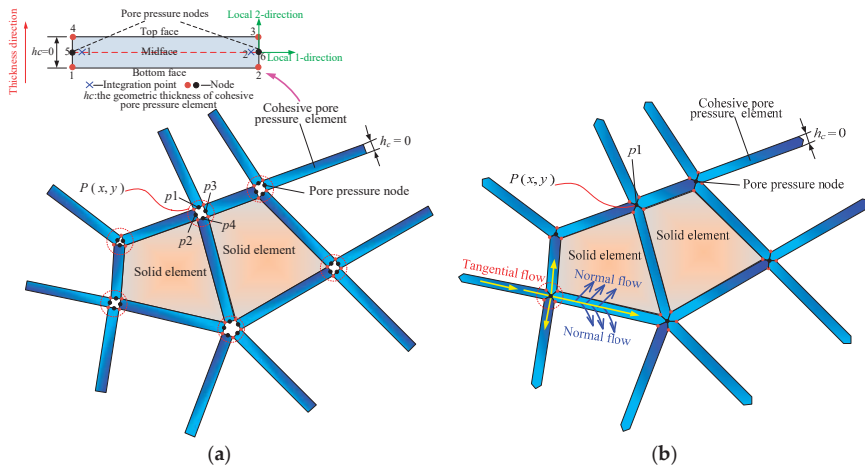 Pore pressure nodes
Local 2-direction
Thickness direction
4
Top face
3
hc=0
5
1
Midface
2
6
Local 1-direction
1
Bottom face
2
×—Integration point ●●—Node
hc:the geometric thickness of cohesive
pore pressure element
Cohesive pore
pressure element
h_c = 0
P(x, y)
p1
p3
p2
p4
Pore pressure node
Solid element
Solid element
(a)
Cohesive pore
pressure element
h_c = 0
p1
P(x, y)
Pore pressure node
Solid element
Solid element
Tangential flow
Normal flow
Normal flow
(b)